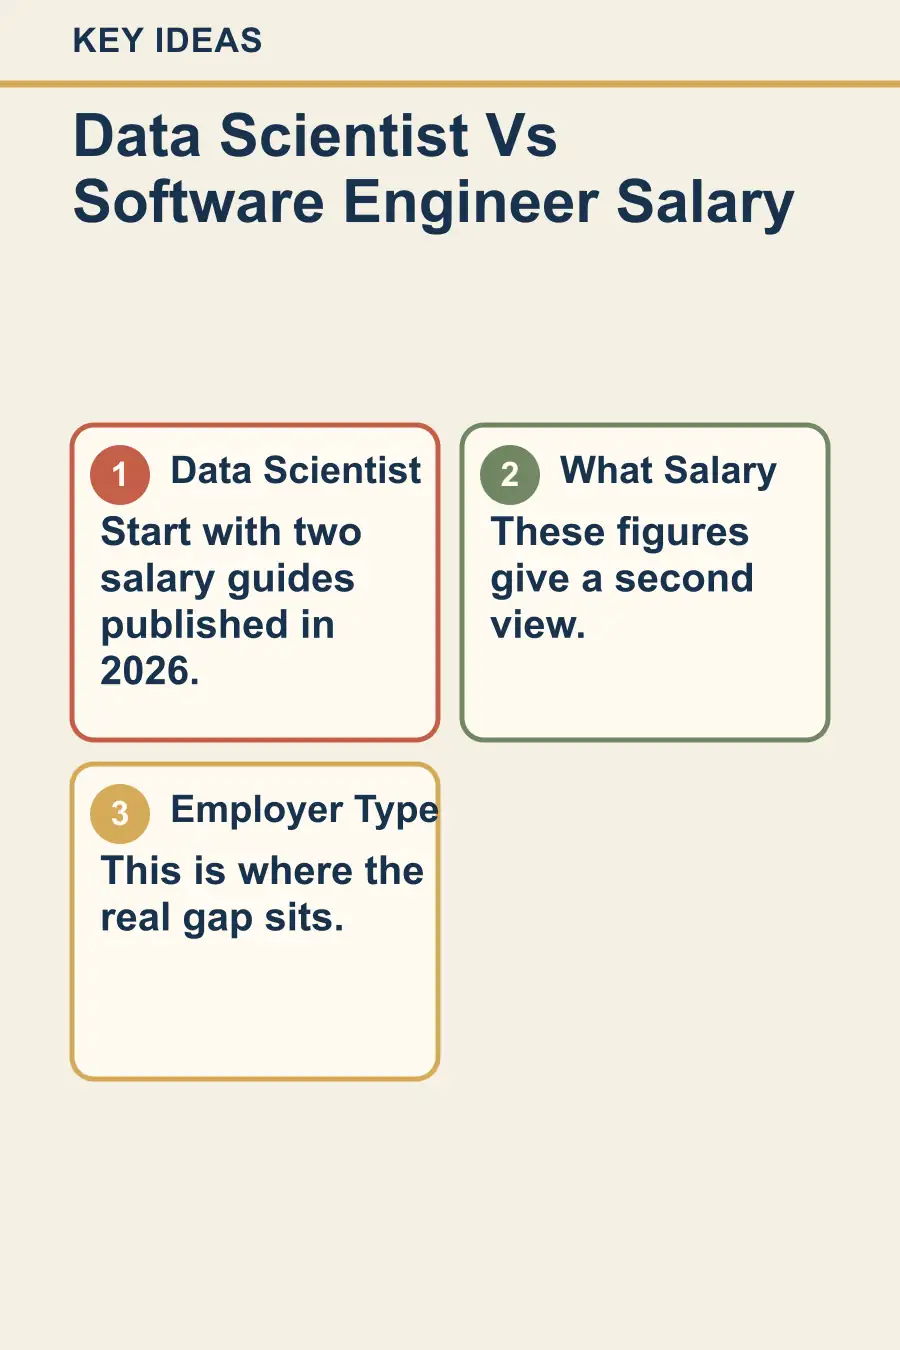 KEY IDEAS
Data Scientist Vs
Software Engineer Salary
1 Data Scientist
Start with two
salary guides
published in
2026.
2 What Salary
These figures
give a second
view.
3 Employer Type
This is where the
real gap sits.